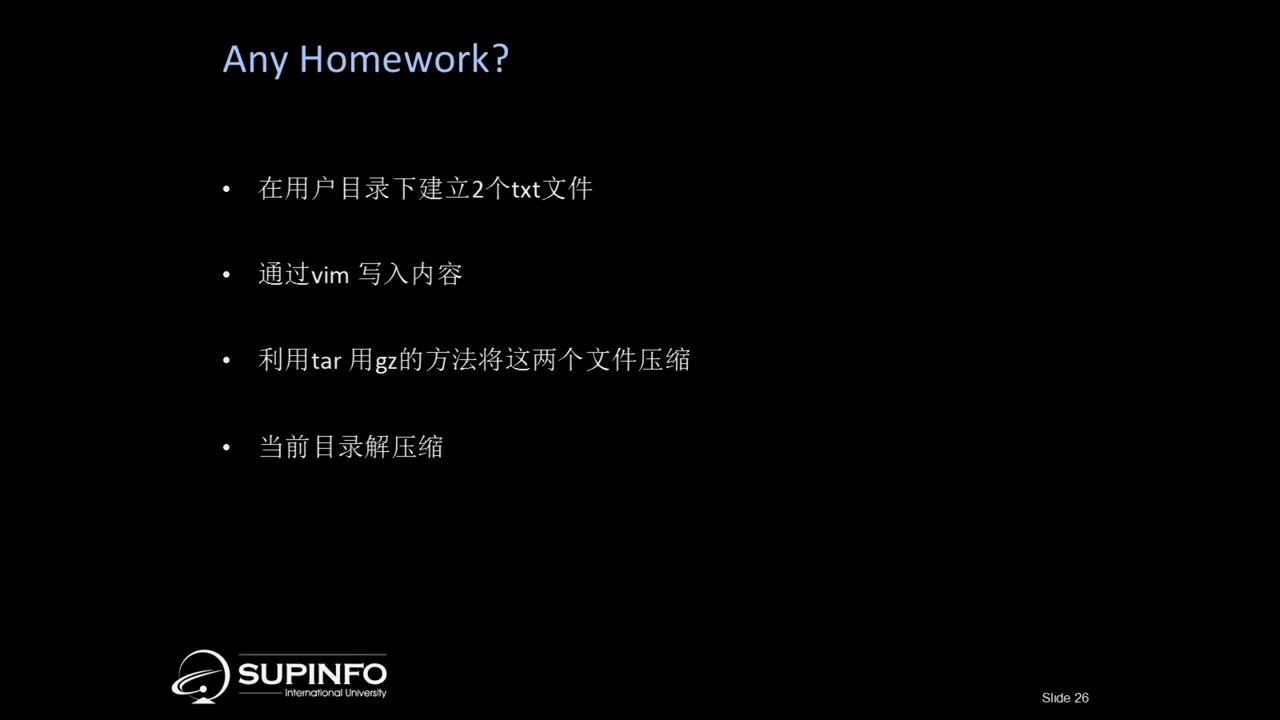 Any Homework?
• 在用户目录下建立2个txt文件
• 通过vim 写入内容
• 利用tar 用gz的方法将这两个文件压缩
• 当前目录解压缩
SUPINFO
International University
Slide 26